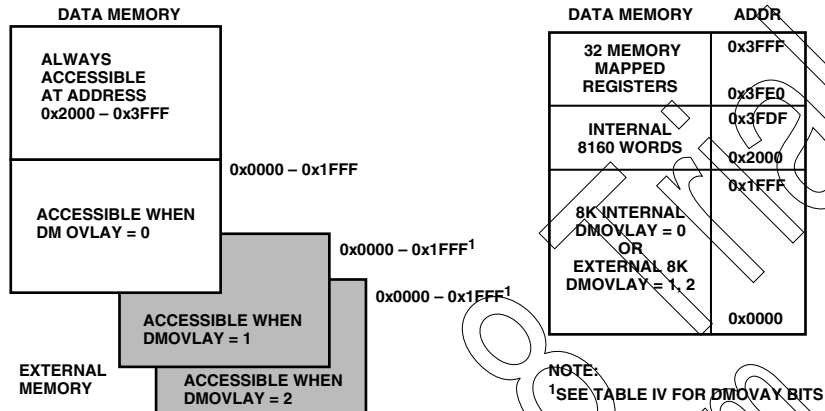 DATA MEMORY
ALWAYS
ACCESSIBLE
AT ADDRESS
0x2000 – 0x3FFF
0x0000 – 0x1FFF
ACCESSIBLE WHEN
DM OVLAY = 0
0x0000 – 0x1FFF1
0x0000 – 0x1FFF1
ACCESSIBLE WHEN
DMOVLAY = 1
EXTERNAL
MEMORY
ACCESSIBLE WHEN
DMOVLAY = 2
DATA MEMORY ADDR
32 MEMORY
MAPPED
REGISTERS
0x3FFF
0x3FE0
INTERNAL
8160 WORDS
0x3FDF
0x2000
8K INTERNAL
DMOVLAY = 0
OR
EXTERNAL 8K
DMOVLAY = 1, 2
0x1FFF
0x0000
NOTE:
1SEE TABLE IV FOR DMOVAY BITS